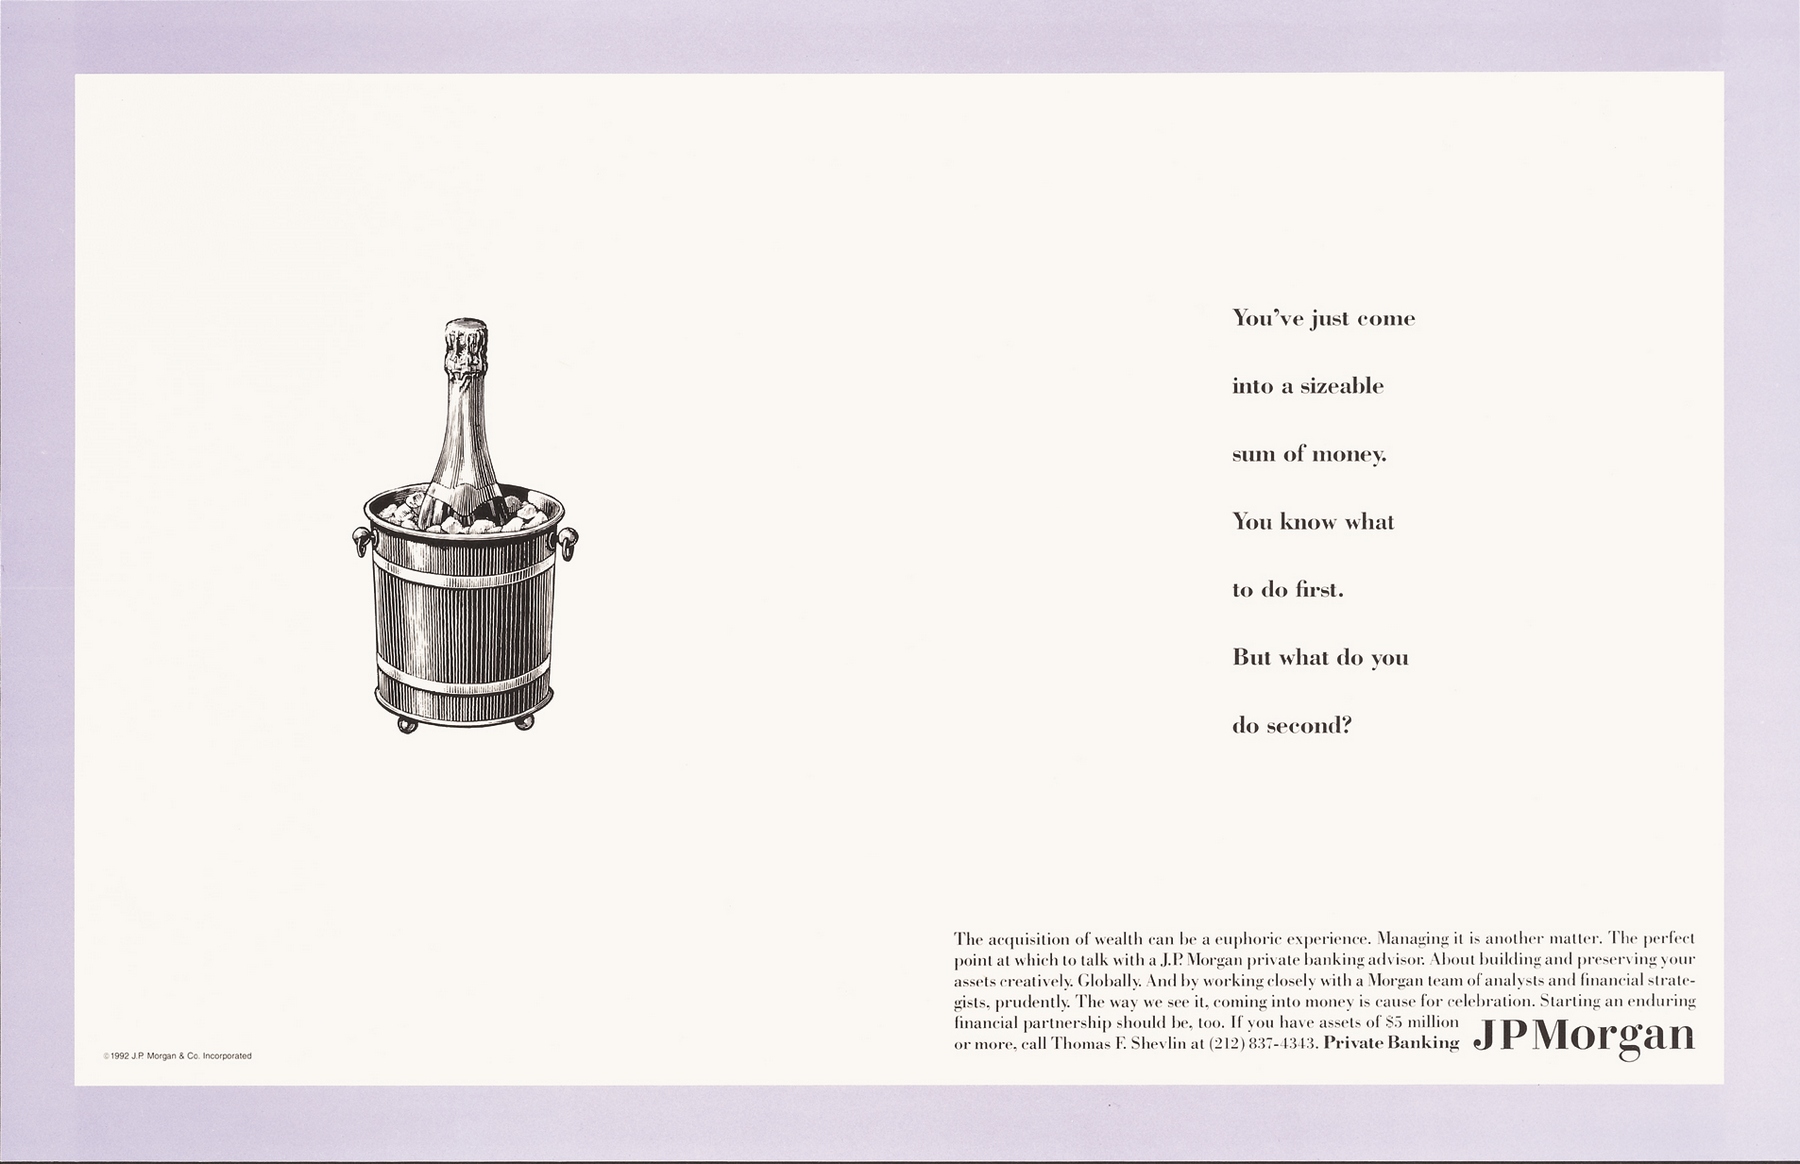 You've just come
into a sizeable
sum of money.
You know what
to do first.
But what do you
do second?
The acquisition of wealth can be a euphoric experience. Managing it is another matter. The perfect
point at which to talk with a J.P. Morgan private banking advisor. About building and preserving your
assets creatively. Globally. And by working closely with a Morgan team of analysts and financial strate-
gists, prudently. The way we see it, coming into money is cause for celebration. Starting an enduring
financial partnership should be, too. If you have assets of $5 million
or more, call Thomas F. Shevlin at (212) 837-4343. Private Banking
JPMorgan
©1992 J.P. Morgan & Co. Incorporated